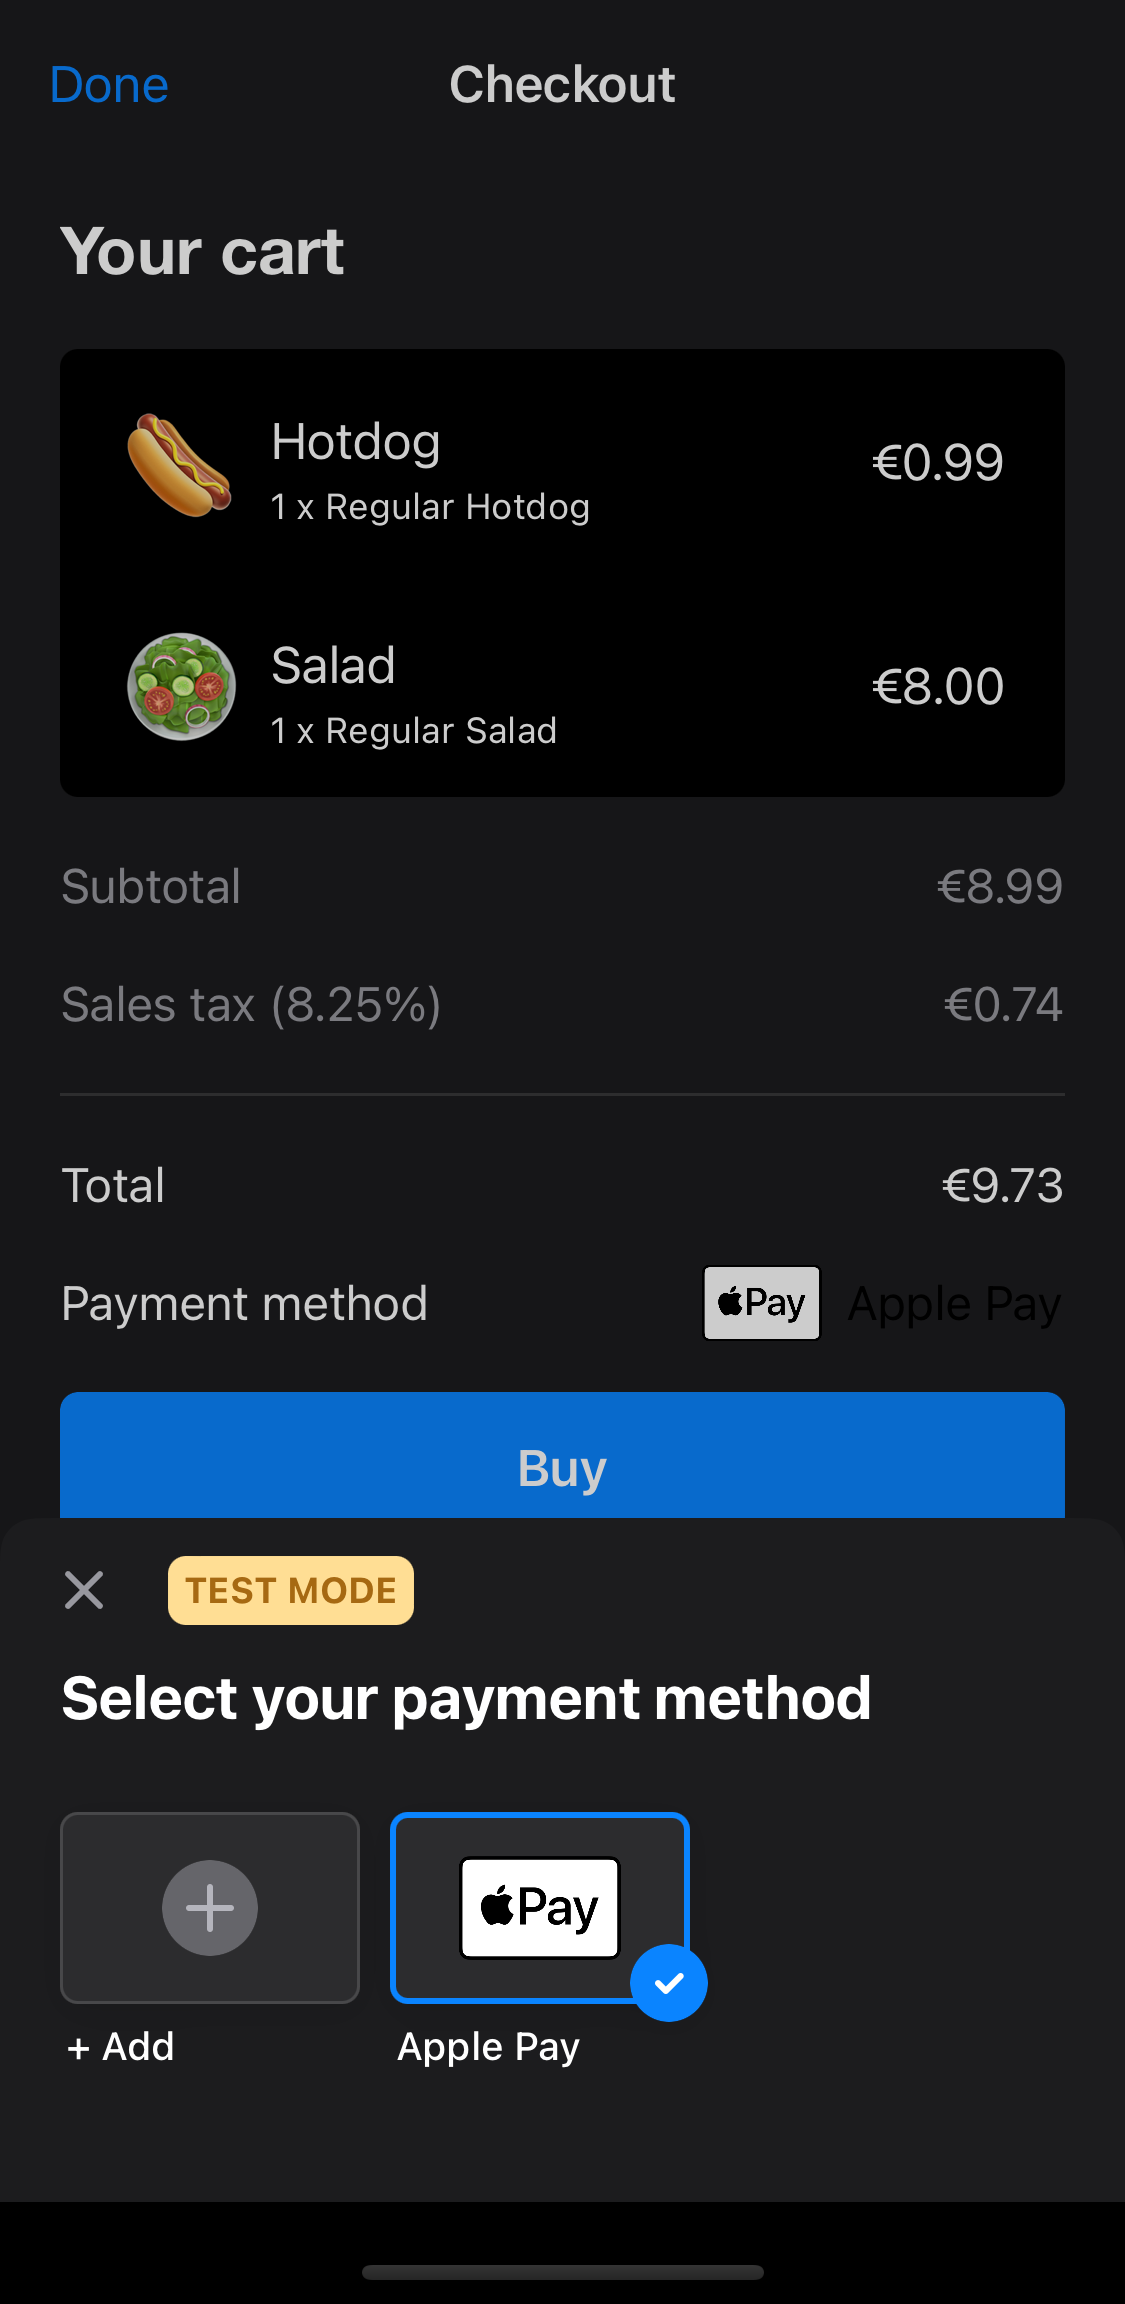 Done
Checkout
Your cart
Hotdog
1 x Regular Hotdog
€0.99
Salad
1 x Regular Salad
€8.00
Subtotal
€8.99
Sales tax (8.25%)
€0.74
Total
€9.73
Payment method
Pay
Apple Pay
Buy
TEST MODE
Select your payment method
Pay
+ Add
Apple Pay